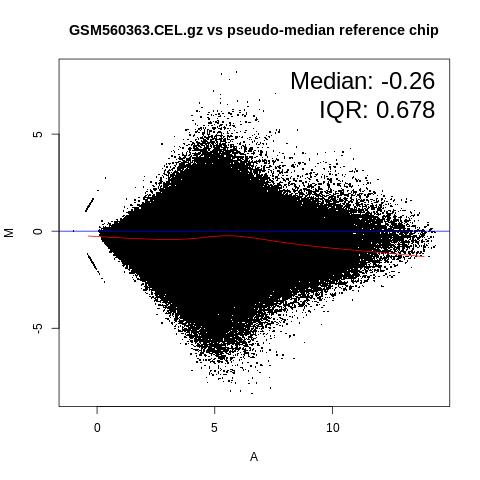 GSM560363.CEL.gz vs pseudo-median reference chip
Median: -0.26
IQR: 0.678
5
0
-5
M
0
5
10
A